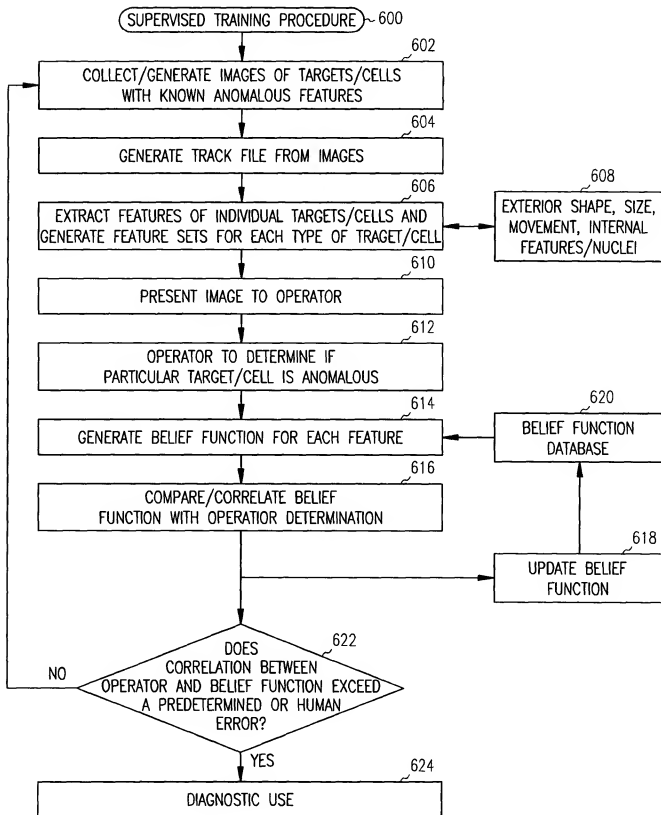 SUPERVISED TRAINING PROCEDURE
600
602
COLLECT/GENERATE IMAGES OF TARGETS/CELLS
WITH KNOWN ANOMALOUS FEATURES
604
GENERATE TRACK FILE FROM IMAGES
606
EXTRACT FEATURES OF INDIVIDUAL TARGETS/CELLS AND
GENERATE FEATURE SETS FOR EACH TYPE OF TRAGET/CELL
608
EXTERIOR SHAPE, SIZE,
MOVEMENT, INTERNAL
FEATURES/NUCLEI
610
PRESENT IMAGE TO OPERATOR
612
OPERATOR TO DETERMINE IF
PARTICULAR TARGET/CELL IS ANOMALOUS
614
GENERATE BELIEF FUNCTION FOR EACH FEATURE
620
BELIEF FUNCTION
DATABASE
616
COMPARE/CORRELATE BELIEF
FUNCTION WITH OPERATIOR DETERMINATION
618
UPDATE BELIEF
FUNCTION
622
DOES
CORRELATION BETWEEN
OPERATOR AND BELIEF FUNCTION EXCEED
A PREDETERMINED OR HUMAN
ERROR?
NO
YES
624
DIAGNOSTIC USE